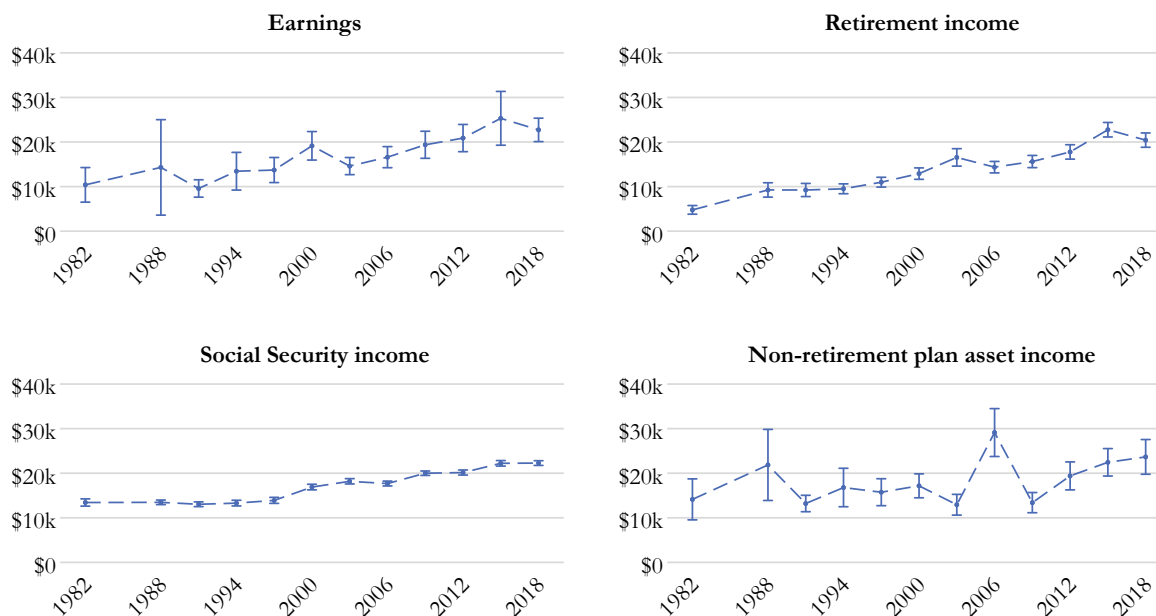 Earnings
$40k
$30k
$20k
$10k
$0
1982
1988
1994
2000
2006
2012
2018
Retirement income
$40k
$30k
$20k
$10k
$0
1982
1988
1994
2000
2006
2012
2018
Social Security income
$40k
$30k
$20k
$10k
$0
1982
1988
1994
2000
2006
2012
2018
Non-retirement plan asset income
$40k
$30k
$20k
$10k
$0
1982
1988
1994
2000
2006
2012
2018